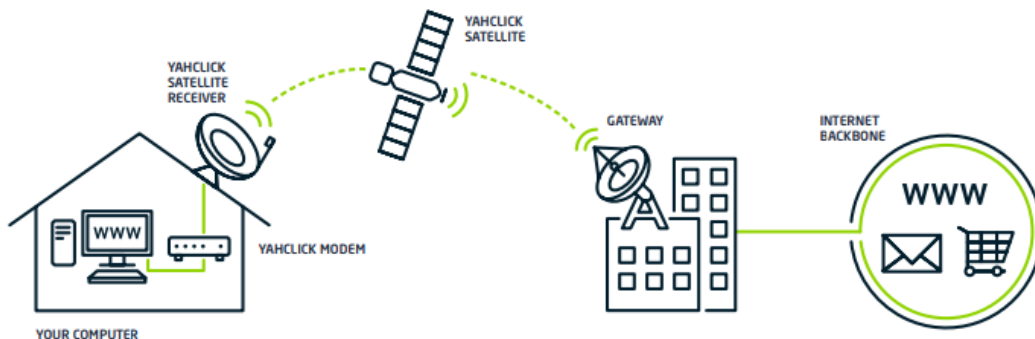 YAHCLICK
SATELLITE
YAHCLICK
SATELLITE
RECEIVER
GATEWAY
INTERNET
BACKBONE
WWW
WWW
YAHCLICK MODEM
YOUR COMPUTER